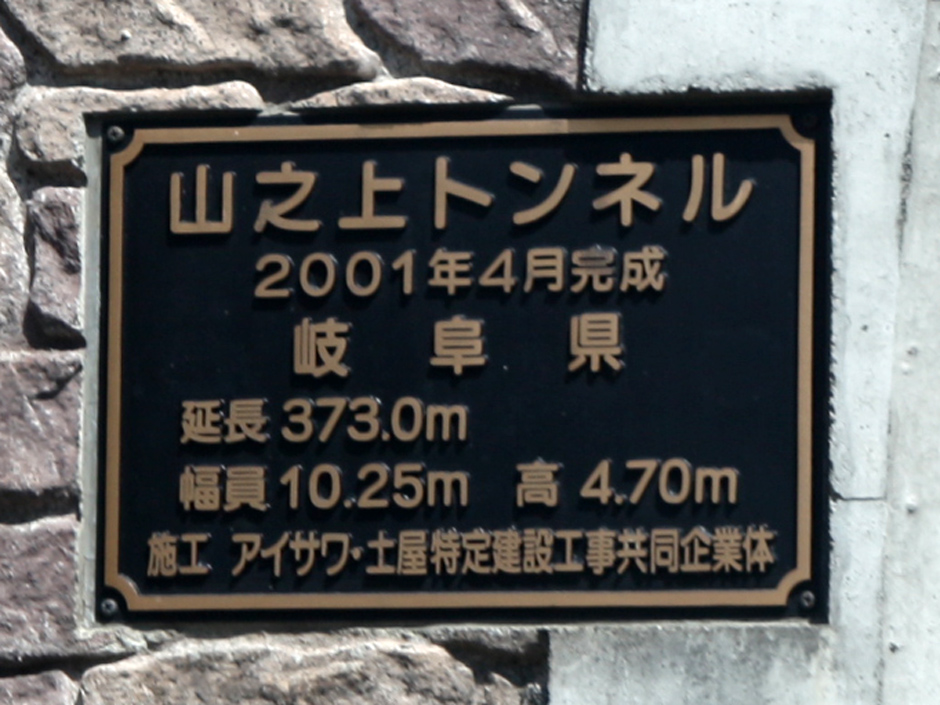 山之上トンネル
2001年4月完成
岐阜県
延長 373.0m
幅員 10.25m 高 4.70m
施工 アイサワ・土屋特定建設工事共同企業体